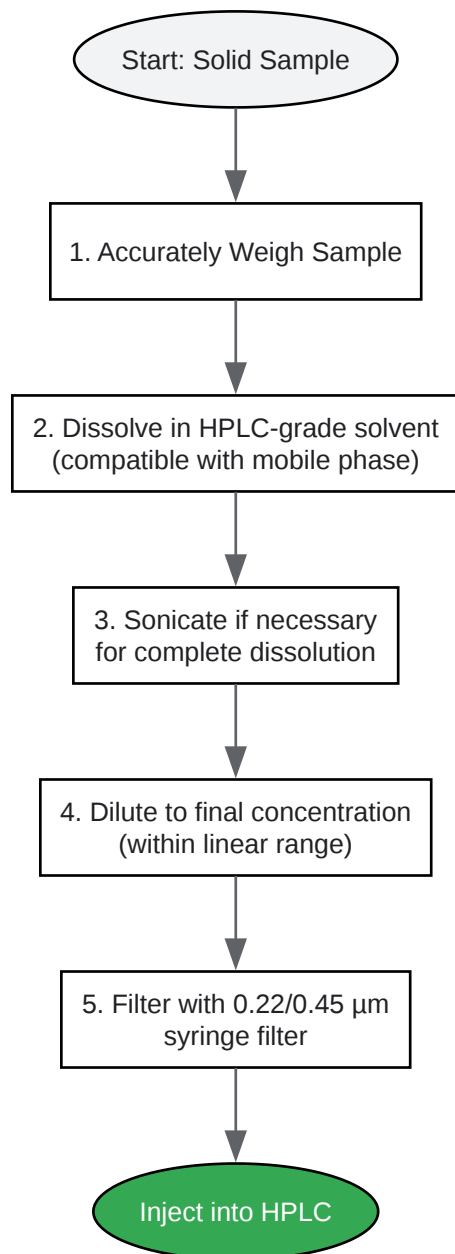 Start: Solid Sample
1. Accurately Weigh Sample
2. Dissolve in HPLC-grade solvent
(compatible with mobile phase)
3. Sonicate if necessary
for complete dissolution
4. Dilute to final concentration
(within linear range)
5. Filter with 0.22/0.45 µm
syringe filter
Inject into HPLC